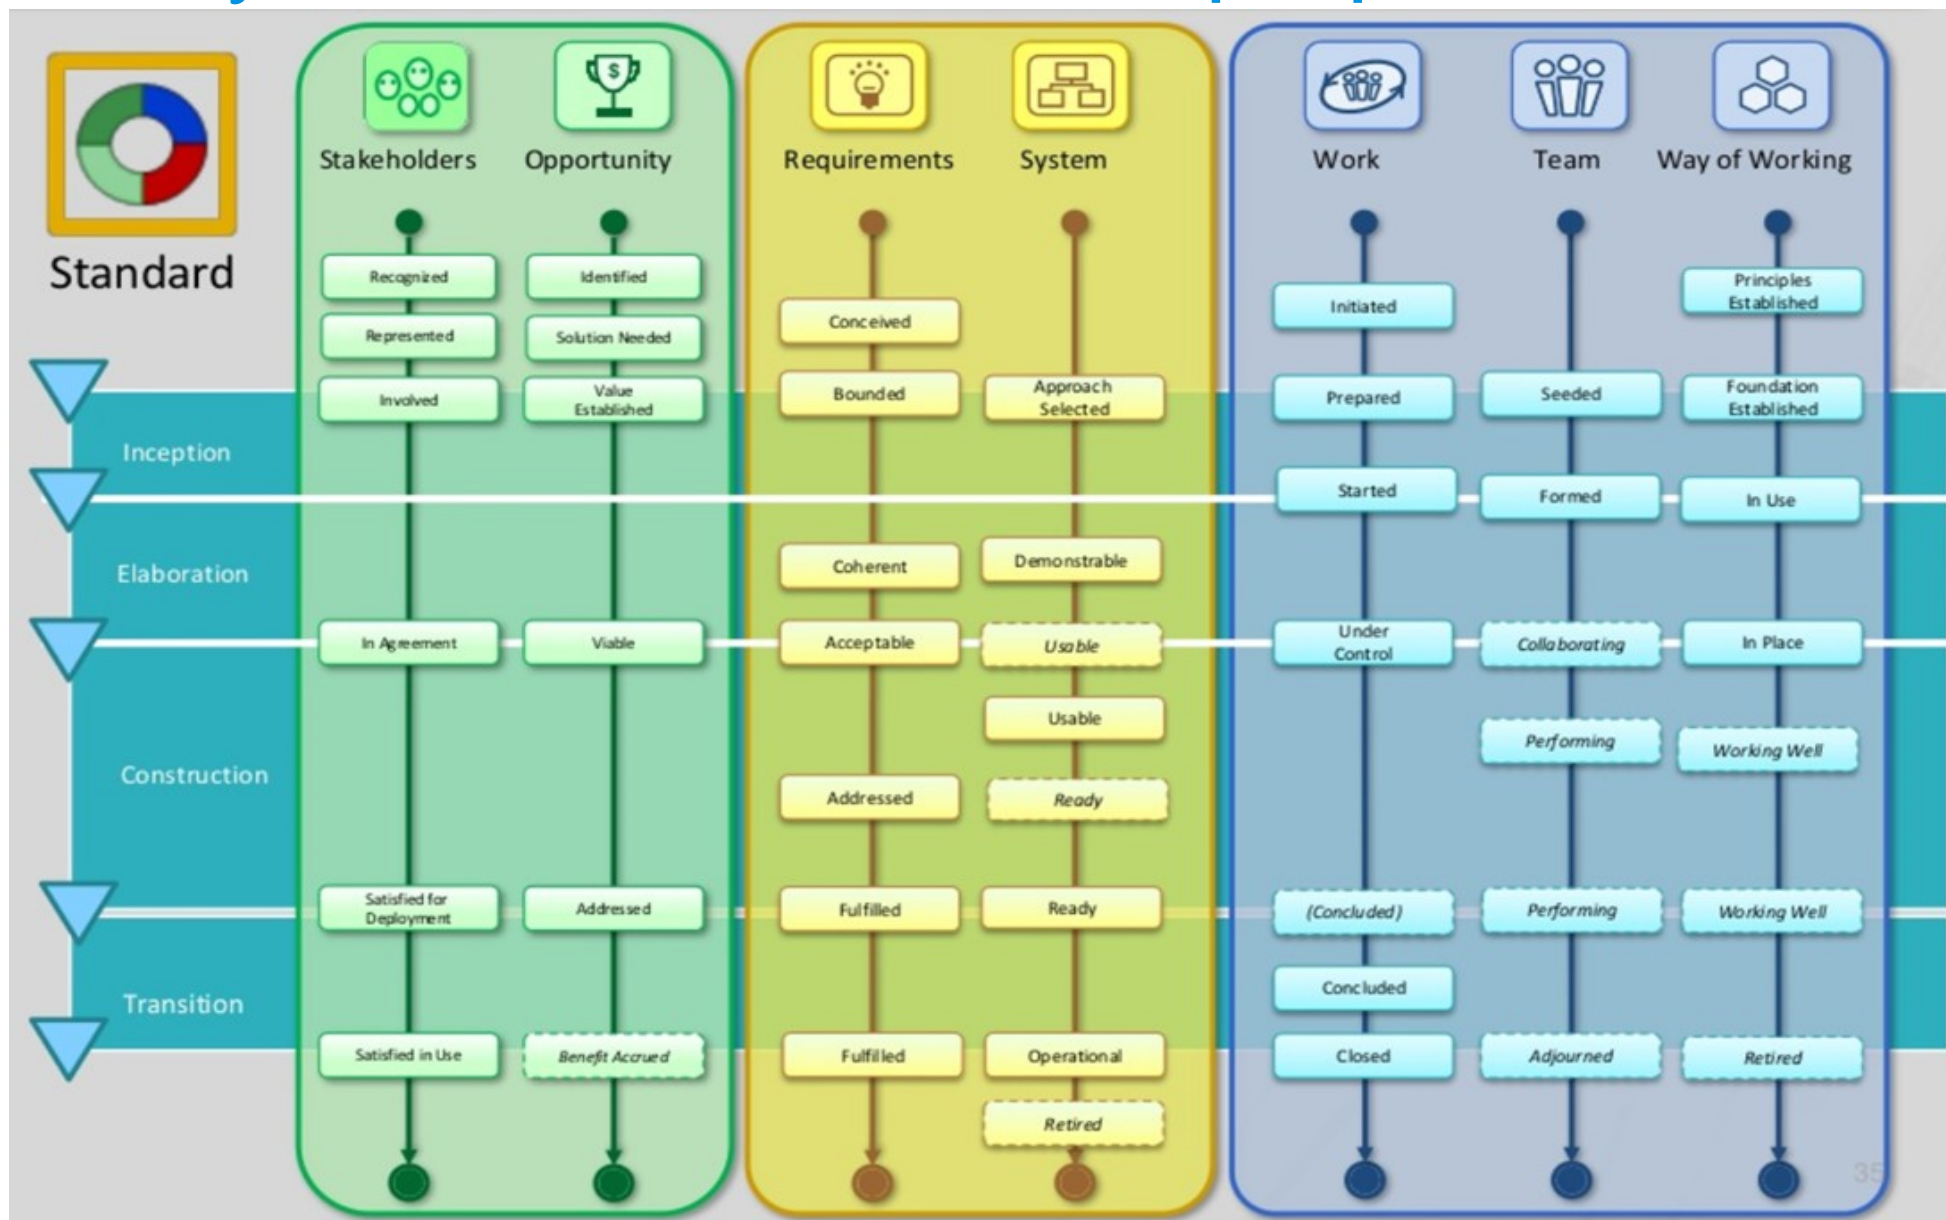 Standard
Stakeholders
Opportunity
Requirements
System
Work
Team
Way of Working
$
Recognized
Identified
Principles
Established
Initiated
Conceived
Represented
Solution Needed
Involved
Value
Established
Bounded
Approach
Selected
Prepared
Seeded
Foundation
Established
Inception
Started
Formed
In Use
Elaboration
Coherent
Demonstrable
In Agreement
Viable
Acceptable
Usable
Under
Control
Collaborating
In Place
Usable
Performing
Working Well
Construction
Addressed
Ready
Satisfied for
Deployment
Addressed
Fulfilled
Ready
(Concluded)
Performing
Working Well
Transition
Concluded
Satisfied in Use
Benefit Accrued
Fulfilled
Operational
Closed
Adjourned
Retired
Retired
35